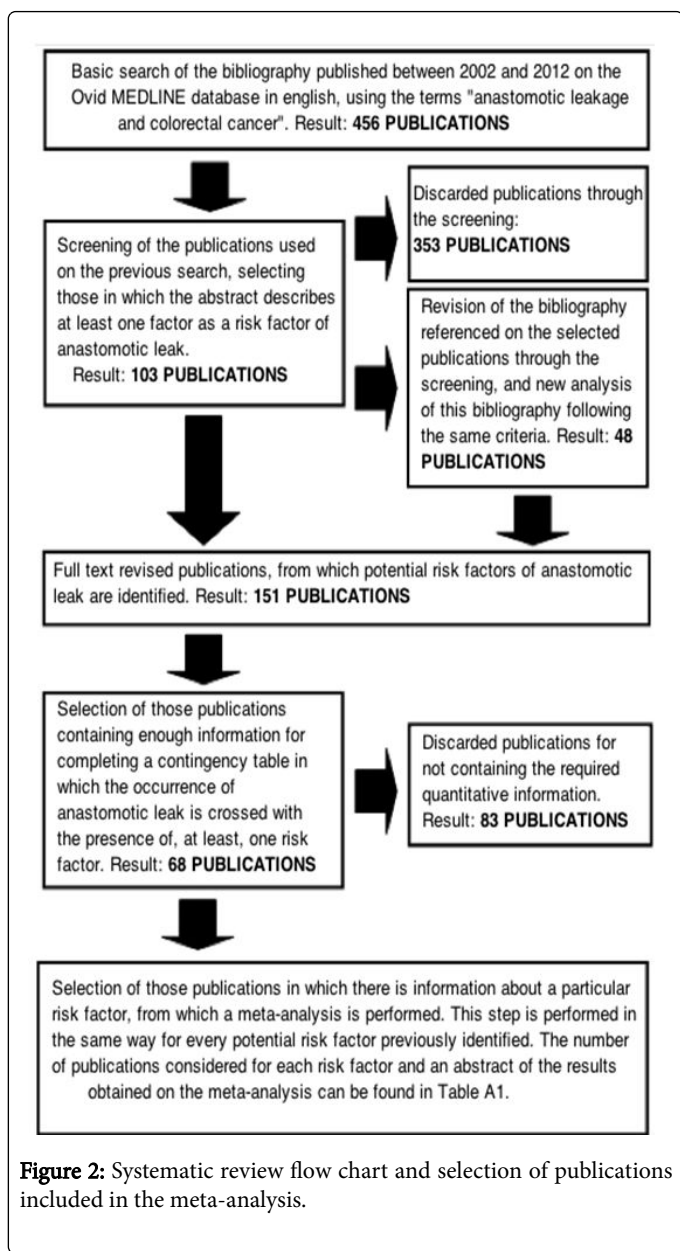 Basic search of the bibliography published between 2002 and 2012 on the
Ovid MEDLINE database in english, using the terms "anastomotic leakage
and colorectal cancer". Result: 456 PUBLICATIONS
Discarded publications through
the screening:
353 PUBLICATIONS
Screening of the publications used
on the previous search, selecting
those in which the abstract describes
at least one factor as a risk factor of
anastomotic leak.
Result: 103 PUBLICATIONS
Revision of the bibliography
referenced on the selected
publications through the
screening, and new analysis
of this bibliography following
the same criteria. Result: 48
PUBLICATIONS
Full text revised publications, from which potential risk factors of anastomotic
leak are identified. Result: 151 PUBLICATIONS
Selection of those publications
containing enough information for
completing a contingency table in
which the occurrence of
anastomotic leak is crossed with
the presence of, at least, one risk
factor. Result: 68 PUBLICATIONS
Discarded publications for
not containing the required
quantitative information.
Result: 83 PUBLICATIONS
Selection of those publications in which there is information about a particular
risk factor, from which a meta-analysis is performed. This step is performed in
the same way for every potential risk factor previously identified. The number
of publications considered for each risk factor and an abstract of the results
obtained on the meta-analysis can be found in Table A1.
Figure 2: Systematic review flow chart and selection of publications
included in the meta-analysis.